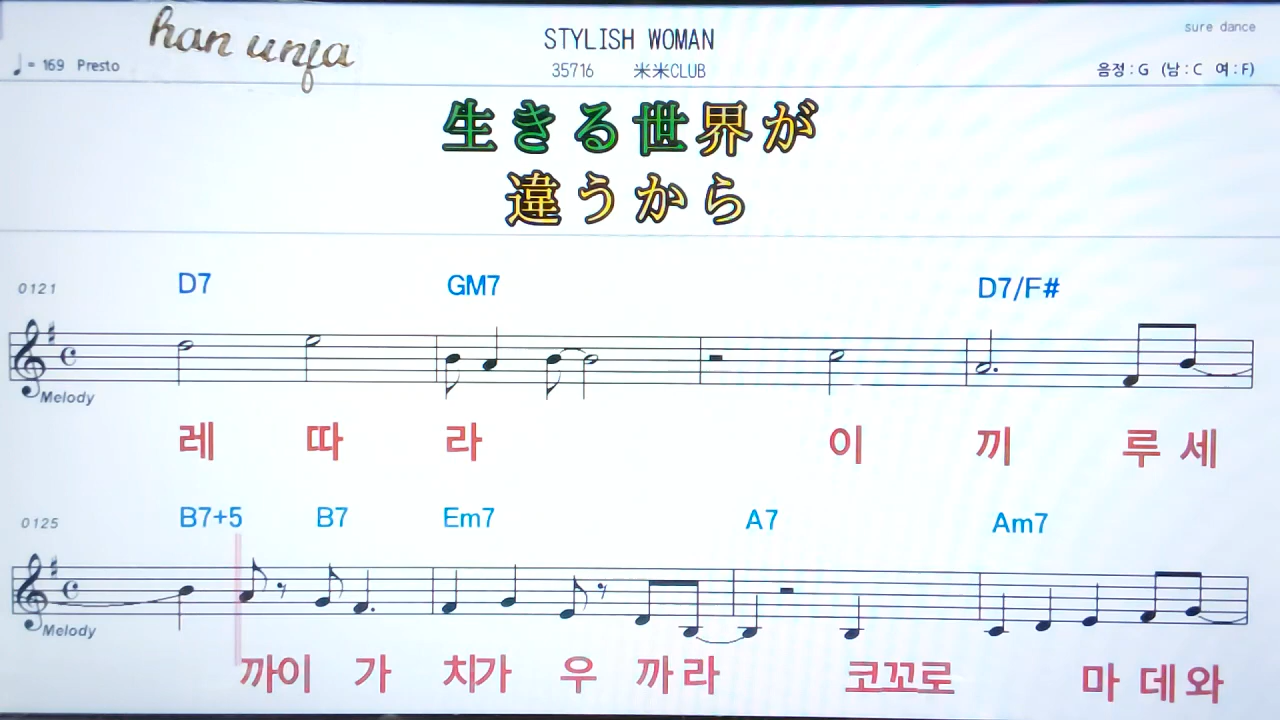 han unfa
STYLISH WOMAN
sure dance
♩= 169 Presto
35716 米米CLUB
음정 : G (남 : C 여 : F)
生きる世界が
違うから
0121 D7 GM7 D7/F#
Melody
레 따 라 이 끼 루 세
0125 B7+5 B7 Em7 A7 Am7
Melody
까이 가 치가 우 까 라 코꼬로 마 데 와